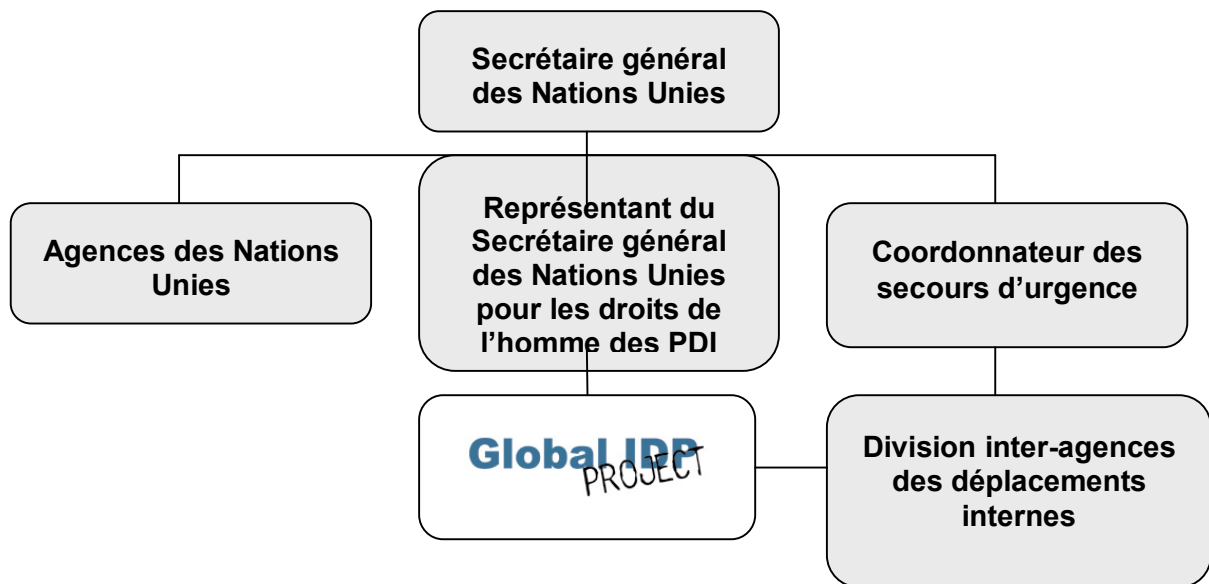 Secrétaire général
des Nations Unies
Agences des Nations
Unies
Représentant du
Secrétaire général
des Nations Unies
pour les droits de
l’homme des PDI
Coordonnateur des
secours d’urgence
Global IDP
PROJECT
Division inter-agences
des déplacements
internes